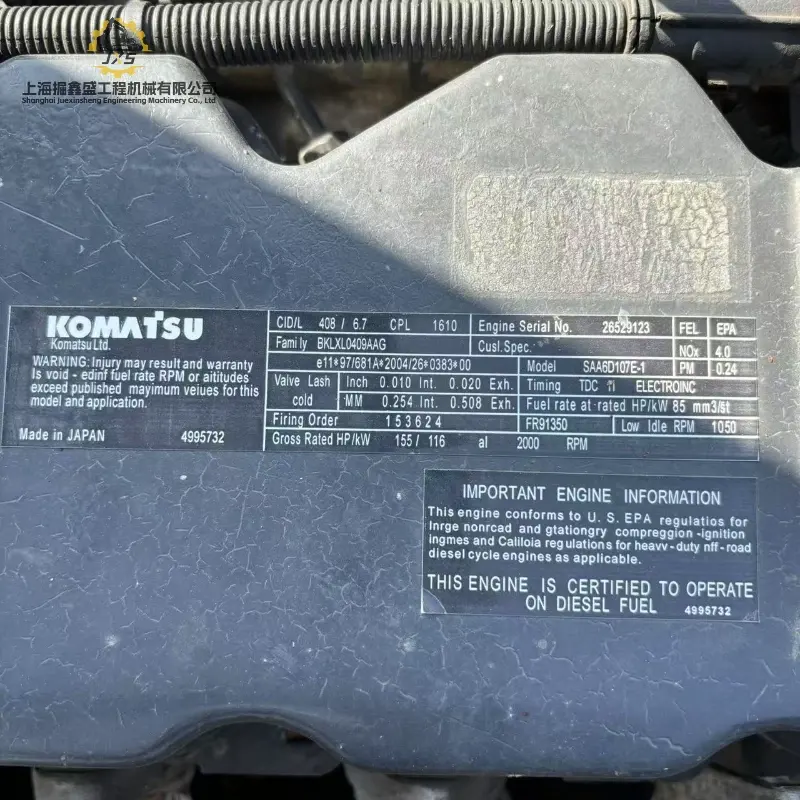 JXS
上海掘鑫盛工程机械有限公司
Shanghai Juexinsheng Engineering Machinery Co., Ltd
KOMATSU
Komatsu Ltd.
WARNING: Injury may result and warranty
Is void - edinf fuel rate RPM or aititudes
exceed published maximum veiues for this
model and application.
Made in JAPAN 4995732
CID/L 408 / 6.7 CPL 1610
Family BKLXL0409AAG
e11*97/681A*2004/26*0383*00
Valve Lash Inch 0.010 Int. 0.020 Exh.
cold MM 0.254 Int. 0.508 Exh.
Firing Order 1 5 3 6 2 4
Gross Rated HP/kW 155 / 116 al 2000 RPM
Engine Serial No. 26529123 FEL EPA
Cusl.Spec. NOx 4.0
Model SAA6D107E-1 PM 0.24
Timing TDC 11 ELECTROINC
Fuel rate at rated HP/kW 85 mm3/st
FR91350 Low Idle RPM 1050
IMPORTANT ENGINE INFORMATION
This engine conforms to U. S. EPA regulatios for
lnrge nonrcad and gtationgry compreggion -ignition
ingmes and Caliloia regulations for heavv - duty nff - road
diesel cycle engines as applicable.
THIS ENGINE IS CERTIFIED TO OPERATE
ON DIESEL FUEL 4995732